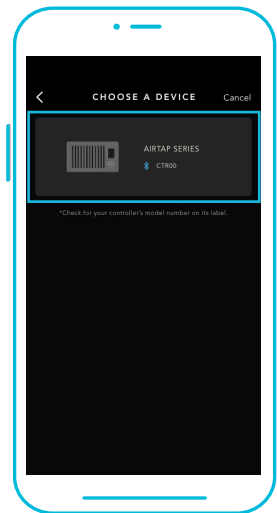 CHOOSE A DEVICE Cancel
AIRTAP SERIES
CTR00
*Check for your controller's model number on its label.